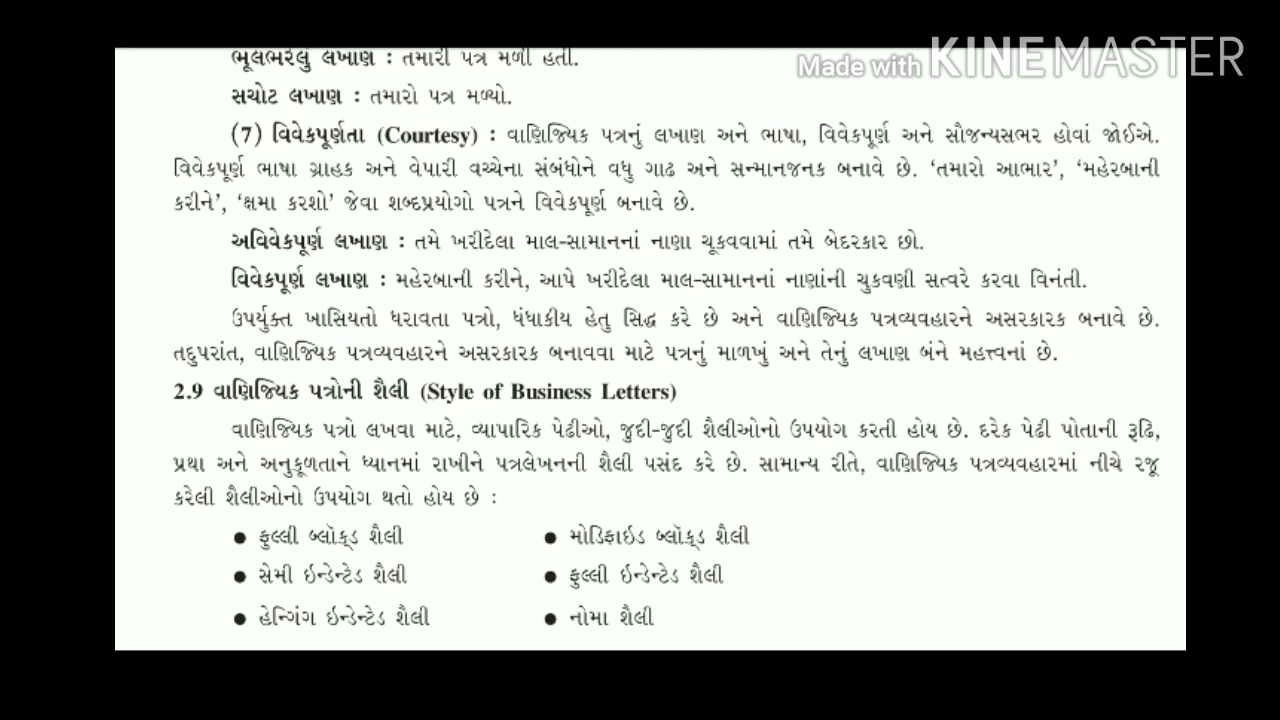 ભૂલભરેલું લખાણ : તમારી પત્ર મળી હતી.
Made with KINEMASTER
સચોટ લખાણ : તમારો પત્ર મળ્યો.
(7) વિવેકપૂર્ણતા (Courtesy) : વાણિજ્યિક પત્રનું લખાણ અને ભાષા, વિવેકપૂર્ણ અને સૌજન્યસભર હોવાં જોઈએ.
વિવેકપૂર્ણ ભાષા ગ્રાહક અને વેપારી વચ્ચેના સંબંધોને વધુ ગાઢ અને સન્માનજનક બનાવે છે. ‘તમારો આભાર’, ‘મહેરબાની
કરીને’, ‘ક્ષમા કરશો’ જેવા શબ્દપ્રયોગો પત્રને વિવેકપૂર્ણ બનાવે છે.
અવિવેકપૂર્ણ લખાણ : તમે ખરીદેલા માલ-સામાનનાં નાણા ચૂકવવામાં તમે બેદરકાર છો.
વિવેકપૂર્ણ લખાણ : મહેરબાની કરીને, આપે ખરીદેલા માલ-સામાનનાં નાણાંની ચુકવણી સત્વરે કરવા વિનંતી.
ઉપર્યુક્ત ખાસિયતો ધરાવતા પત્રો, ધંધાકીય હેતુ સિદ્ધ કરે છે અને વાણિજ્યિક પત્રવ્યવહારને અસરકારક બનાવે છે.
તદુપરાંત, વાણિજ્યિક પત્રવ્યવહારને અસરકારક બનાવવા માટે પત્રનું માળખું અને તેનું લખાણ બંને મહત્ત્વનાં છે.
2.9 વાણિજ્યિક પત્રોની શૈલી (Style of Business Letters)
વાણિજ્યિક પત્રો લખવા માટે, વ્યાપારિક પેઢીઓ, જુદી-જુદી શૈલીઓનો ઉપયોગ કરતી હોય છે. દરેક પેઢી પોતાની રૂઢિ,
પ્રથા અને અનુકૂળતાને ધ્યાનમાં રાખીને પત્રલેખનની શૈલી પસંદ કરે છે. સામાન્ય રીતે, વાણિજ્યિક પત્રવ્યવહારમાં નીચે રજૂ
કરેલી શૈલીઓનો ઉપયોગ થતો હોય છે :
● ફુલ્લી બ્લૉક્ડ શૈલી ● મોડિફાઇડ બ્લૉક્ડ શૈલી
● સેમી ઇન્ડેન્ટેડ શૈલી ● ફુલ્લી ઇન્ડેન્ટેડ શૈલી
● હેન્ગિંગ ઇન્ડેન્ટેડ શૈલી ● નોમા શૈલી